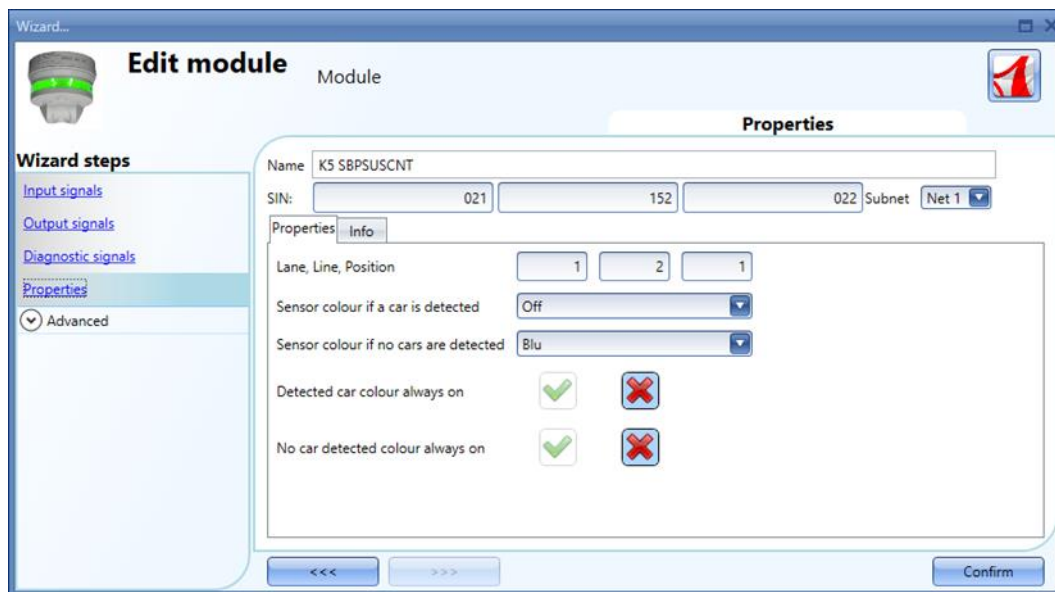 Wizard...
Edit module Module
Properties
Wizard steps
Input signals
Output signals
Diagnostic signals
Properties
Advanced
Name K5 SBPSUSCNT
SIN: 021 152 022 Subnet Net 1
Properties Info
Lane, Line, Position 1 2 1
Sensor colour if a car is detected Off
Sensor colour if no cars are detected Blu
Detected car colour always on
No car detected colour always on
<<< >>> Confirm